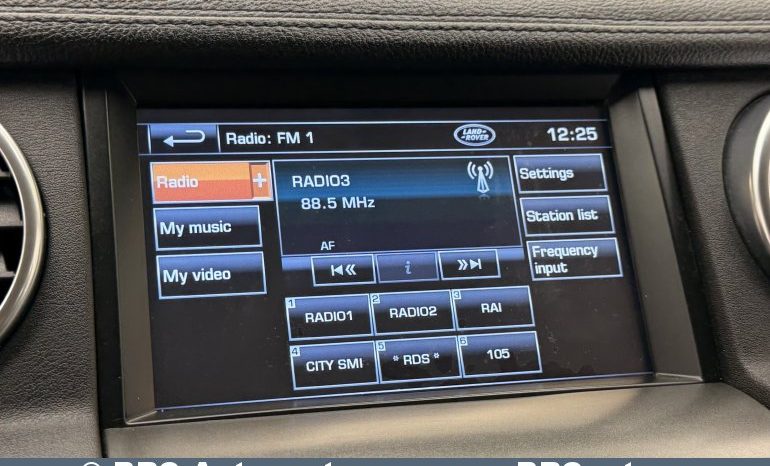 Radio: FM 1
LAND-
-ROVER
12:25
Radio +
RADIO3
88.5 MHz
AF
i
My music
My video
Settings
Station list
Frequency
input
1 RADIO1
2 RADIO2
3 RAI
4 CITY SMI
5 * RDS *
6 105